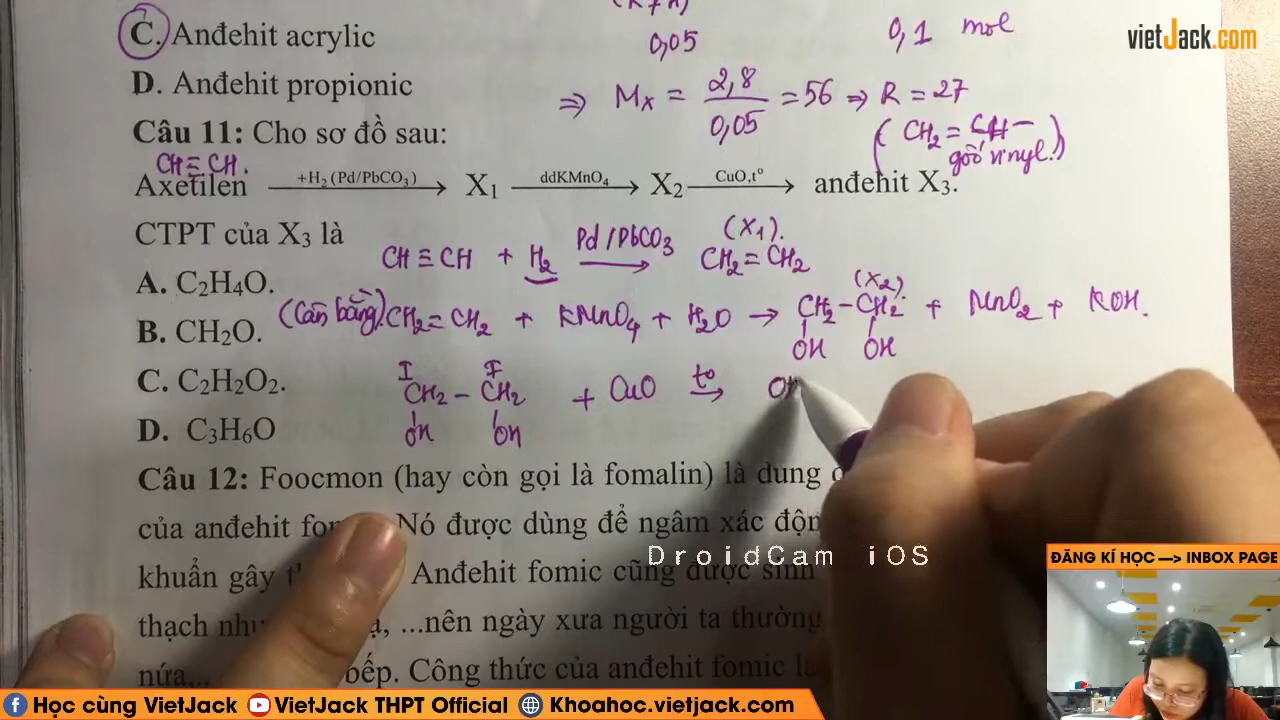 vietJack.com
C. Anđehit acrylic
0,05
0,1 mol
D. Anđehit propionic
=> Mx = 2,8/0,05 = 56 => R = 27
(CH2 = CH- gốc vinyl.)
Câu 11: Cho sơ đồ sau:
CH≡CH.
Axetilen +H2(Pd/PbCO3) → X1 ddKMnO4 → X2 CuO,t° → anđehit X3.
CTPT của X3 là
CH≡CH + H2 Pd/PbCO3 → CH2=CH2 (X1).
A. C2H4O.
(Cân bằng). CH2=CH2 + KMnO4 + H2O → CH2-CH2 (X2) + MnO2 + KOH.
OH OH
B. CH2O.
C. C2H2O2.
I I
CH2 - CH2 + CuO to →
OH OH
D. C3H6O
Câu 12: Foocmon (hay còn gọi là fomalin) là dung
của anđehit Nó được dùng để ngâm xác
khuẩn gây Anđehit fomic cũng được sinh
thạch ...nên ngày xưa người ta thường
nứa... bếp. Công thức của anđehit fomic
DroidCam iOS
ĐĂNG KÍ HỌC —> INBOX PAGE
Học cùng VietJack VietJack THPT Official Khoahoc.vietjack.com